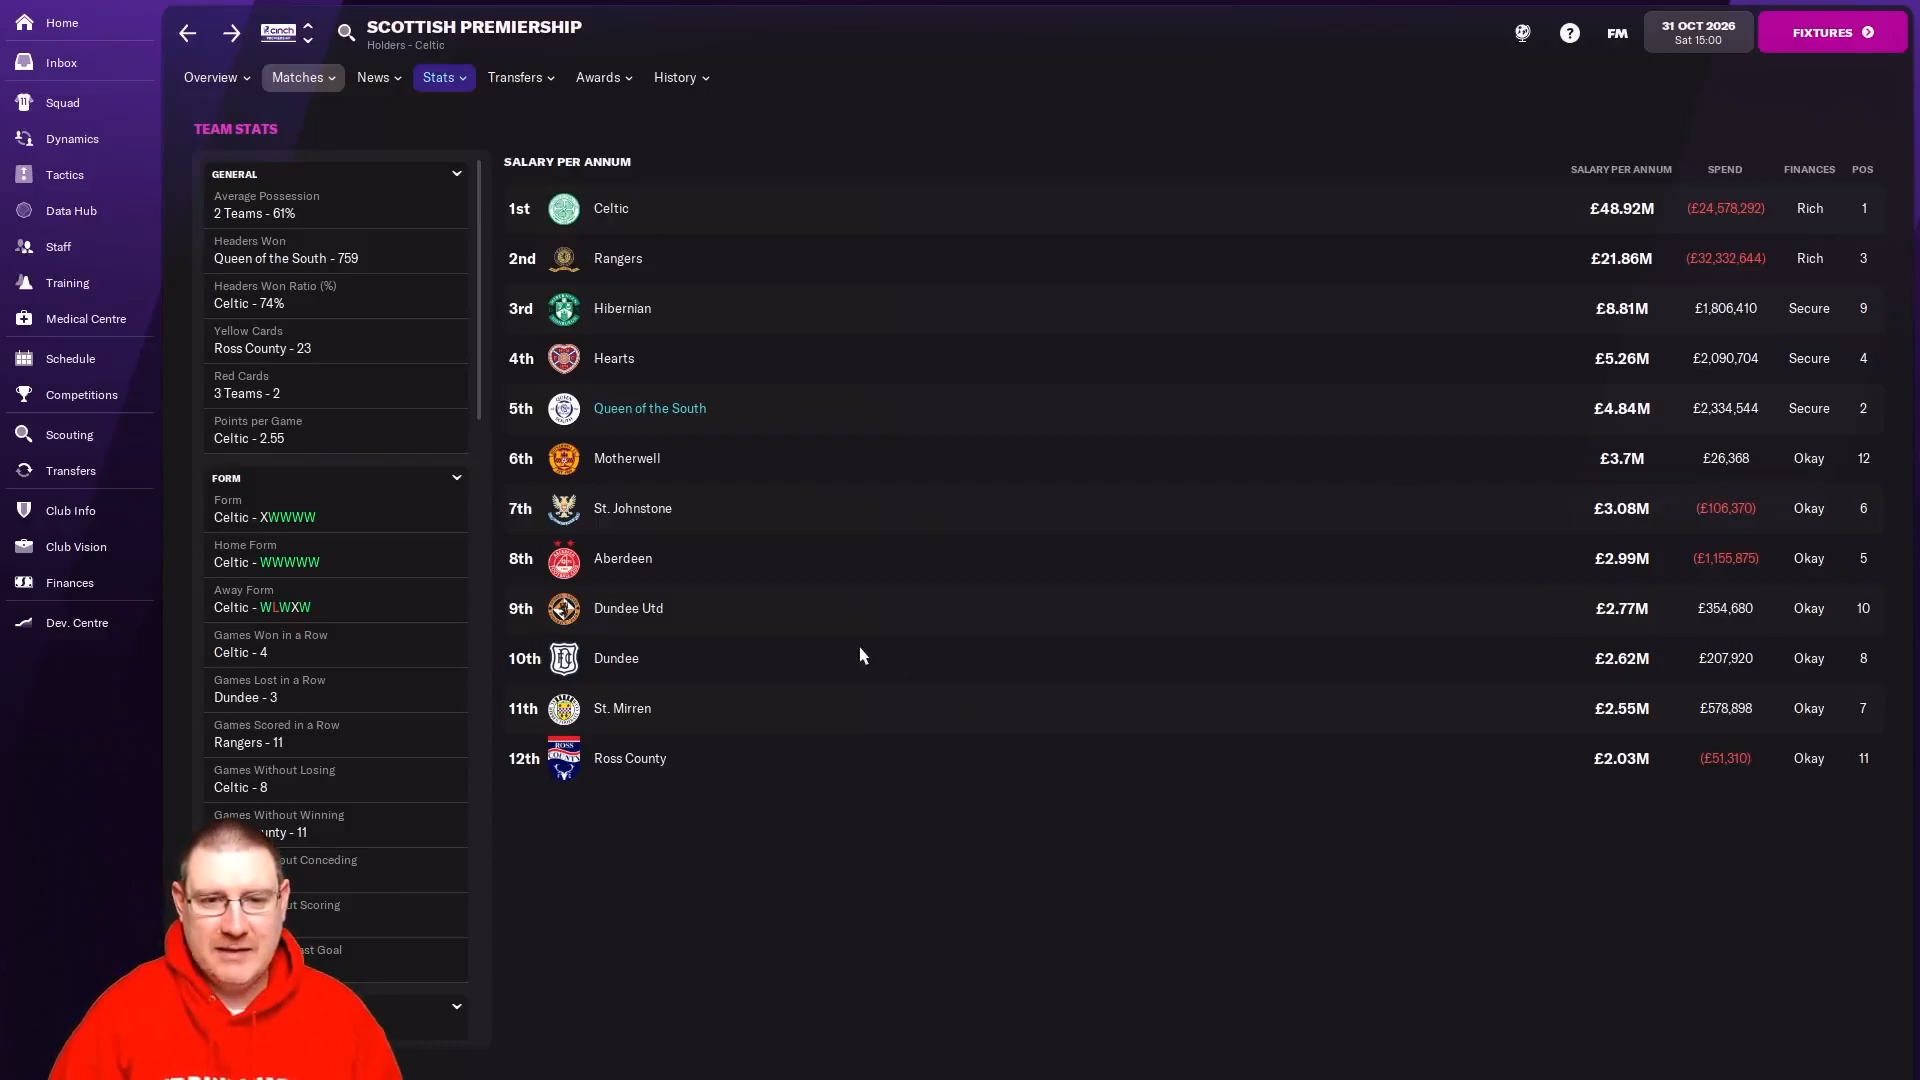 Home
Inbox
Squad
Dynamics
Tactics
Data Hub
Staff
Training
Medical Centre
Schedule
Competitions
Scouting
Transfers
Club Info
Club Vision
Finances
Dev. Centre
cinch
SCOTTISH PREMIERSHIP
Holders - Celtic
?
FM
31 OCT 2026
Sat 15:00
FIXTURES
Overview
Matches
News
Stats
Transfers
Awards
History
TEAM STATS
GENERAL
Average Possession
2 Teams - 61%
Headers Won
Queen of the South - 759
Headers Won Ratio (%)
Celtic - 74%
Yellow Cards
Ross County - 23
Red Cards
3 Teams - 2
Points per Game
Celtic - 2.55
FORM
Form
Celtic - XWWWW
Home Form
Celtic - WWWWW
Away Form
Celtic - WLWXW
Games Won in a Row
Celtic - 4
Games Lost in a Row
Dundee - 3
Games Scored in a Row
Rangers - 11
Games Without Losing
Celtic - 8
Games Without Winning
unty - 11
out Conceding
ut Scoring
nst Goal
SALARY PER ANNUM
SALARY PER ANNUM SPEND FINANCES POS
1st Celtic £48.92M (£24,578,292) Rich 1
2nd Rangers £21.86M (£32,332,644) Rich 3
3rd Hibernian £8.81M £1,806,410 Secure 9
4th Hearts £5.26M £2,090,704 Secure 4
5th Queen of the South £4.84M £2,334,544 Secure 2
6th Motherwell £3.7M £26,368 Okay 12
7th St. Johnstone £3.08M (£106,370) Okay 6
8th Aberdeen £2.99M (£1,155,875) Okay 5
9th Dundee Utd £2.77M £354,680 Okay 10
10th Dundee £2.62M £207,920 Okay 8
11th St. Mirren £2.55M £578,898 Okay 7
12th Ross County £2.03M (£51,310) Okay 11
ROSS
COUNTY